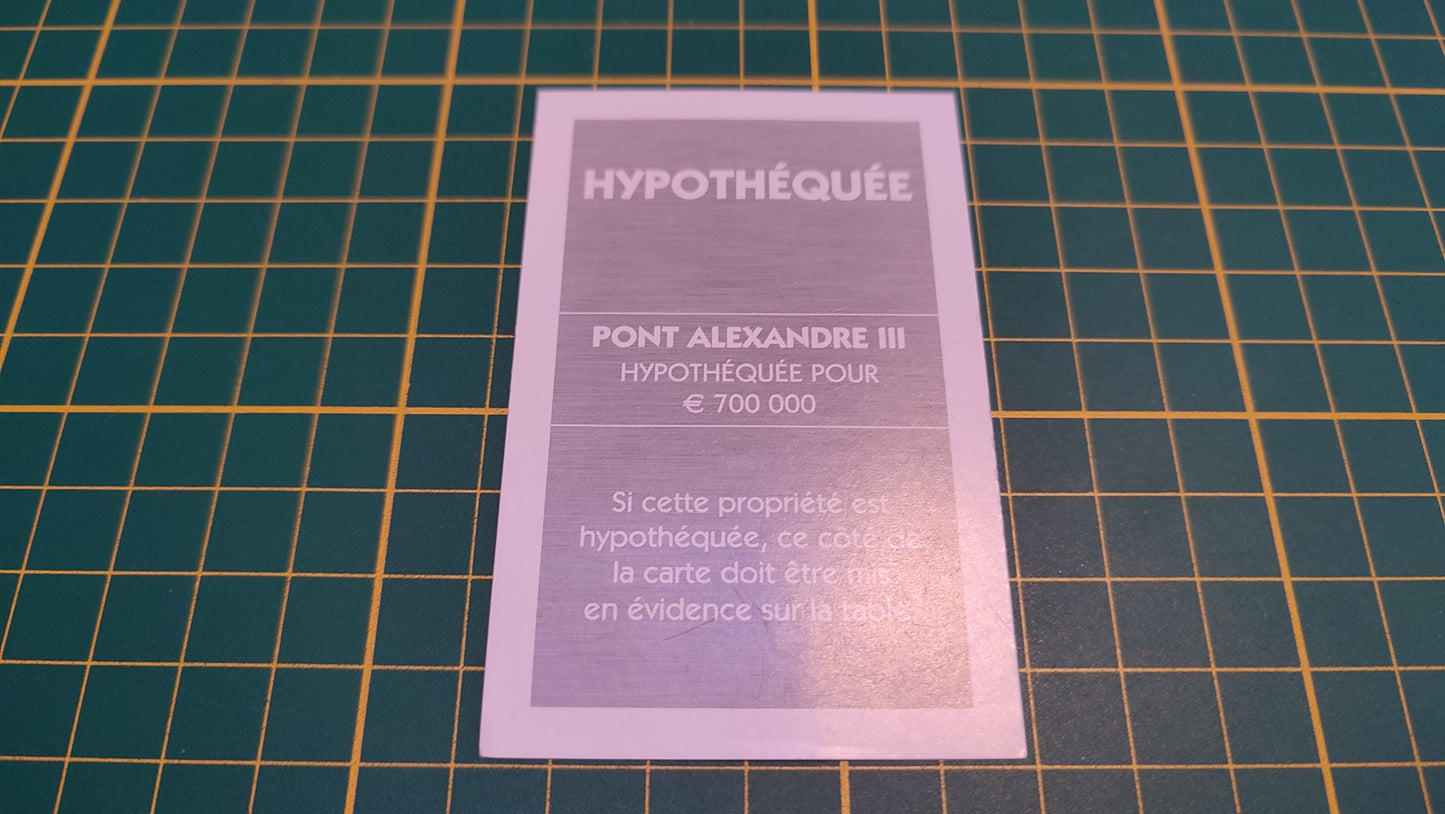 HYPOTHÉQUÉE
PONT ALEXANDRE III
HYPOTHÉQUÉE POUR
€ 700 000
Si cette propriété est
hypothéquée, ce côté de
la carte doit être mis
en évidence sur la table.